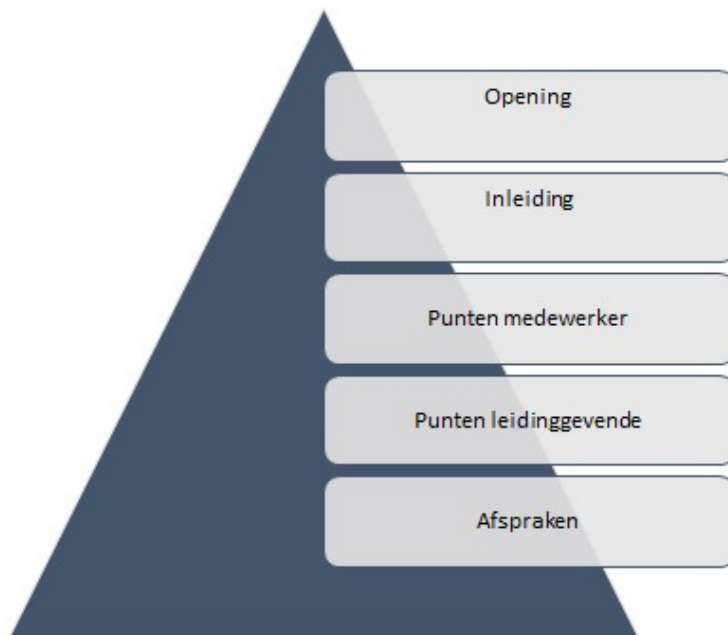 Opening
Inleiding
Punten medewerker
Punten leidinggevende
Afspraken